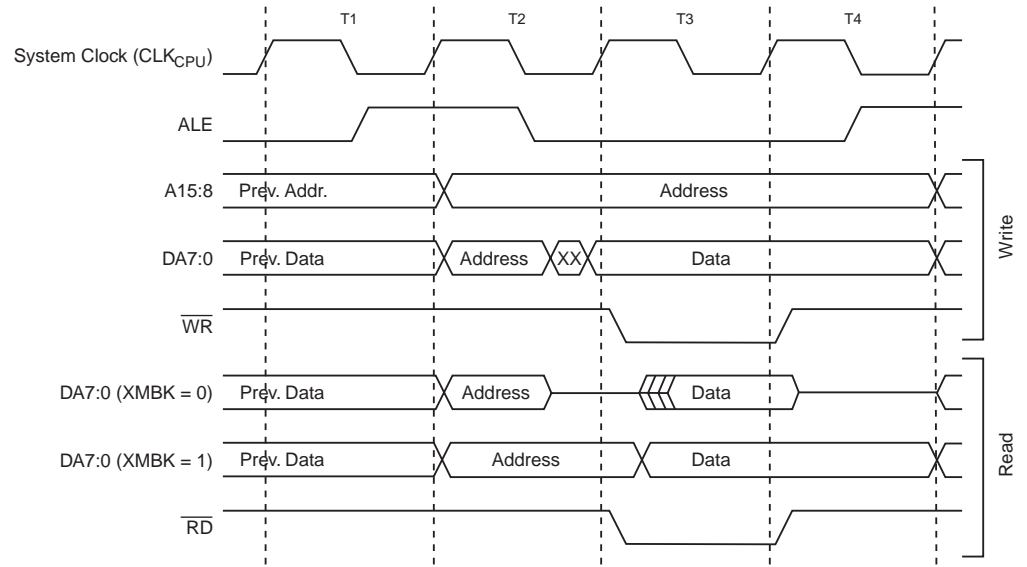 T1 T2 T3 T4
System Clock (CLKCPU)
ALE
A15:8 Prev. Addr. Address
DA7:0 Prev. Data Address XX Data
WR
Write
DA7:0 (XMBK = 0) Prev. Data Address Data
DA7:0 (XMBK = 1) Prev. Data Address Data
RD
Read